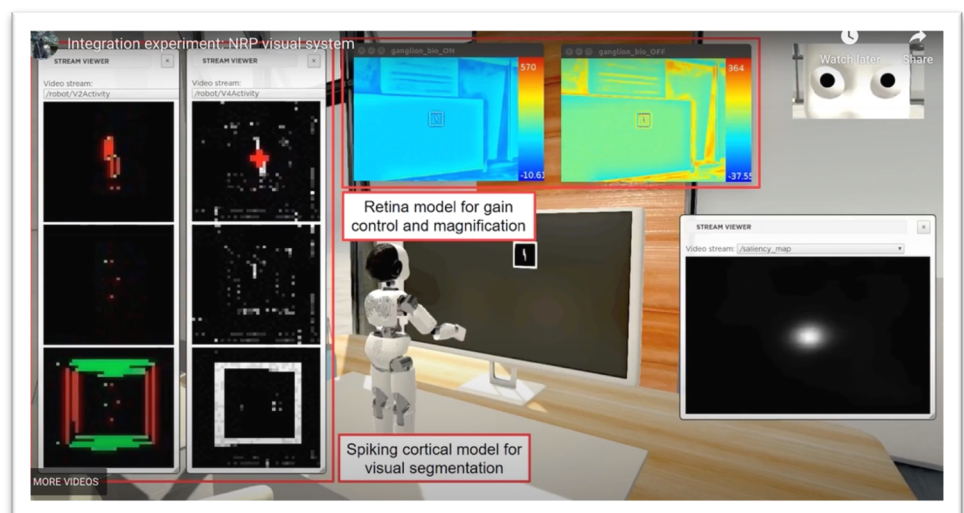 Integration experiment: NRP visual system
Watch later
Share
STREAM VIEWER
×
Video stream:
/robot/V2Activity
STREAM VIEWER
×
Video stream:
/robot/V4Activity
ganglion_bio_ON
570
-10.61
ganglion_bio_OFF
364
-37.55
Retina model for gain
control and magnification
STREAM VIEWER
×
Video stream: /saliency_map
Spiking cortical model for
visual segmentation
MORE VIDEOS